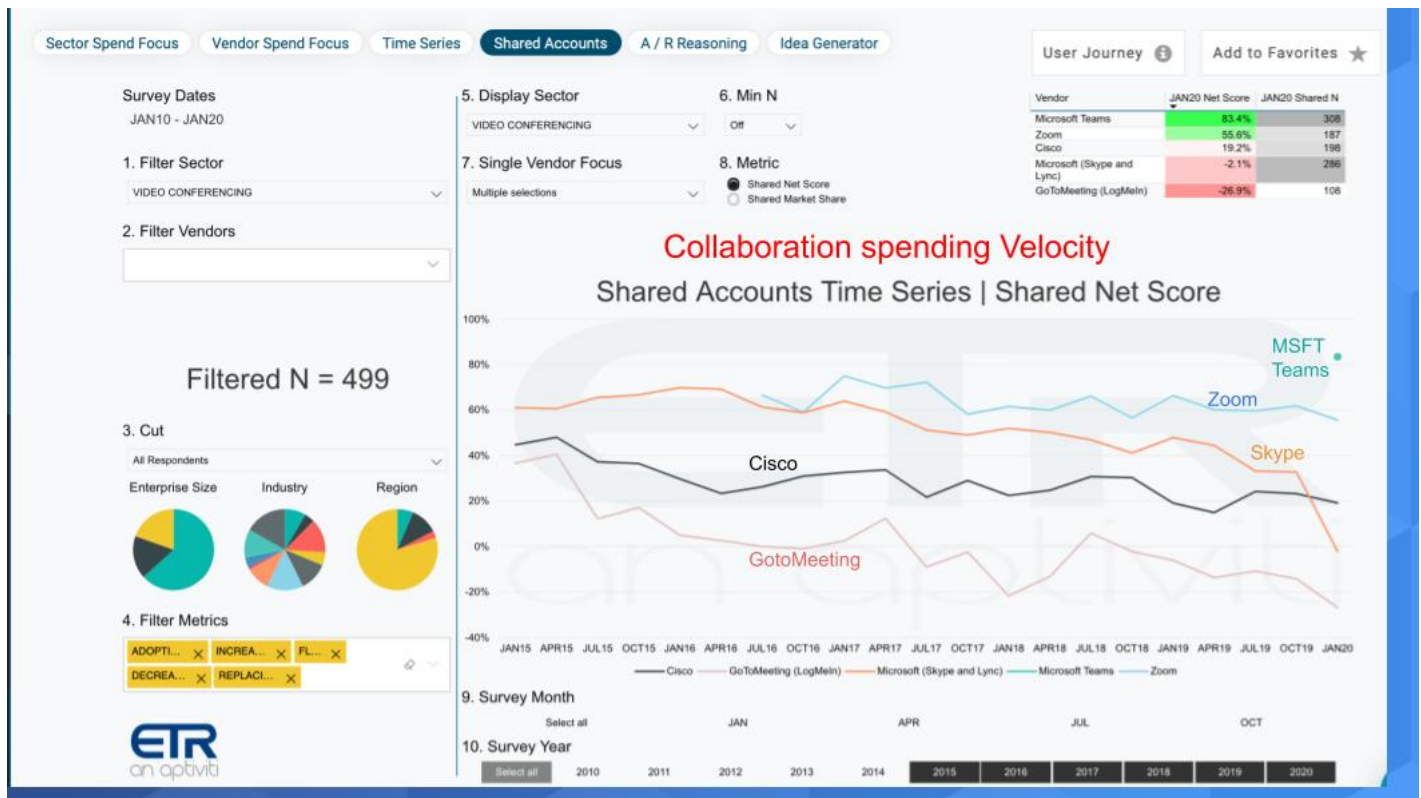 Sector Spend Focus Vendor Spend Focus Time Series Shared Accounts A / R Reasoning Idea Generator
User Journey Add to Favorites
Survey Dates
JAN10 - JAN20
1. Filter Sector
VIDEO CONFERENCING
2. Filter Vendors
Filtered N = 499
3. Cut
All Respondents
Enterprise Size Industry Region
4. Filter Metrics
ADOPTI... INCREA... FL...
DECREA... REPLACI...
ETR
an aptiviti
5. Display Sector
VIDEO CONFERENCING
6. Min N
Off
7. Single Vendor Focus
Multiple selections
8. Metric
Shared Net Score
Shared Market Share
Vendor JAN20 Net Score JAN20 Shared N
Microsoft Teams 83.4% 308
Zoom 55.6% 187
Cisco 19.2% 198
Microsoft (Skype and -2.1% 286
Lync)
GoToMeeting (LogMeIn) -26.9% 108
Collaboration spending Velocity
Shared Accounts Time Series | Shared Net Score
ETR
an aptiviti
100%
80%
60%
40%
20%
0%
-20%
-40%
MSFT
Teams
Zoom
Skype
Cisco
GotoMeeting
JAN15 APR15 JUL15 OCT15 JAN16 APR16 JUL16 OCT16 JAN17 APR17 JUL17 OCT17 JAN18 APR18 JUL18 OCT18 JAN19 APR19 JUL19 OCT19 JAN20
Cisco GoToMeeting (LogMeIn) Microsoft (Skype and Lync) Microsoft Teams Zoom
9. Survey Month
Select all JAN APR JUL OCT
10. Survey Year
Select all 2010 2011 2012 2013 2014 2015 2016 2017 2018 2019 2020